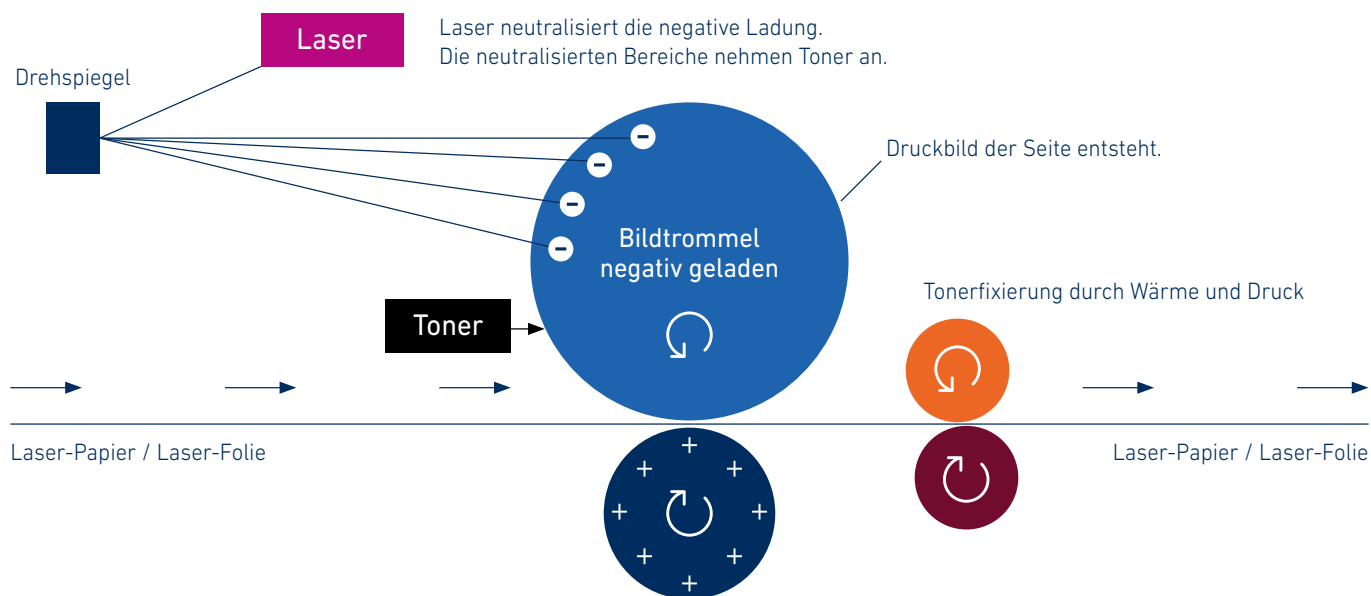 Laser
Laser neutralisiert die negative Ladung.
Die neutralisierten Bereiche nehmen Toner an.
Drehspiegel
Druckbild der Seite entsteht.
Bildtrommel
negativ geladen
Tonerfixierung durch Wärme und Druck
Toner
Laser-Papier / Laser-Folie
Laser-Papier / Laser-Folie